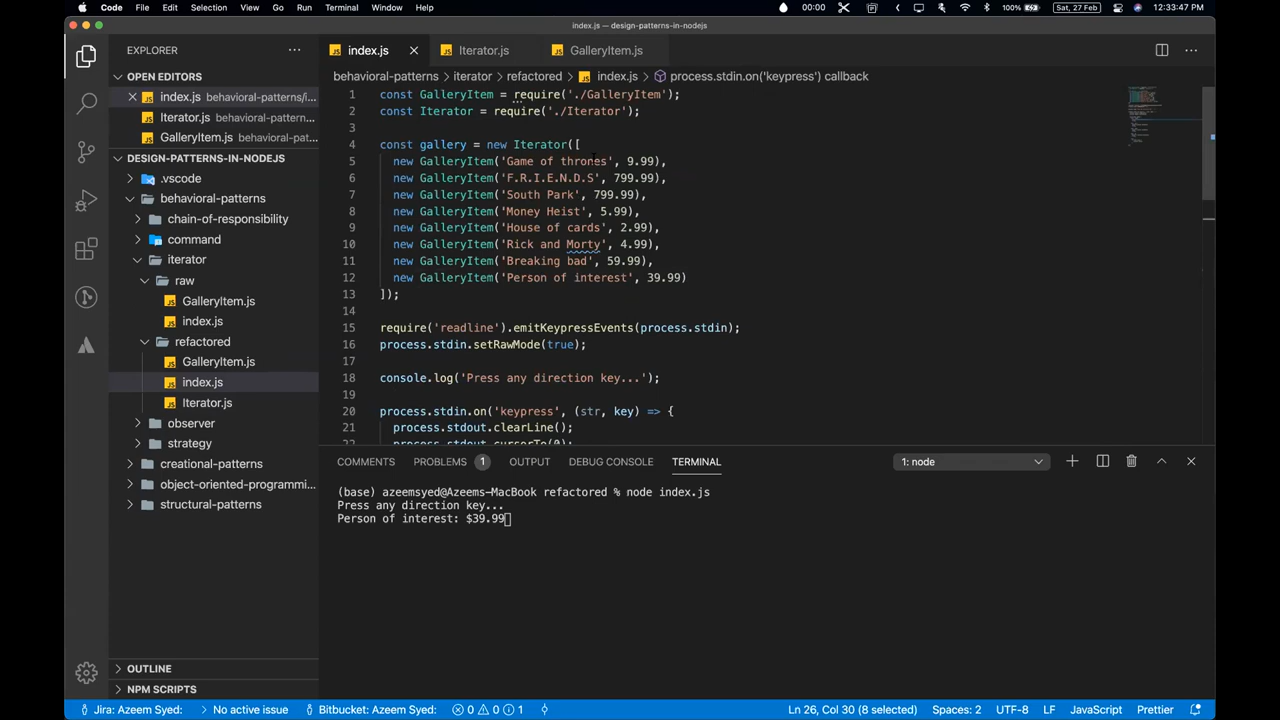 Code File Edit Selection View Go Run Terminal Window Help 00:00 100% Sat, 27 Feb 12:33:47
index.js — design-patterns-in-nodejs
EXPLORER
index.js Iterator.js GalleryItem.js
OPEN EDITORS
index.js behavioral-patterns/i...
Iterator.js behavioral-pattern...
GalleryItem.js behavioral-pat...
DESIGN-PATTERNS-IN-NODEJS
.vscode
behavioral-patterns
chain-of-responsibility
command
iterator
raw
GalleryItem.js
index.js
refactored
GalleryItem.js
index.js
Iterator.js
observer
strategy
creational-patterns
object-oriented-programmi...
structural-patterns
OUTLINE
NPM SCRIPTS
behavioral-patterns > iterator > refactored > index.js > process.stdin.on('keypress') callback
1 const GalleryItem = require('./GalleryItem');
2 const Iterator = require('./Iterator');
3
4 const gallery = new Iterator([
5 new GalleryItem('Game of thrones', 9.99),
6 new GalleryItem('F.R.I.E.N.D.S', 799.99),
7 new GalleryItem('South Park', 799.99),
8 new GalleryItem('Money Heist', 5.99),
9 new GalleryItem('House of cards', 2.99),
10 new GalleryItem('Rick and Morty', 4.99),
11 new GalleryItem('Breaking bad', 59.99),
12 new GalleryItem('Person of interest', 39.99)
13 ]);
14
15 require('readline').emitKeypressEvents(process.stdin);
16 process.stdin.setRawMode(true);
17
18 console.log('Press any direction key...');
19
20 process.stdin.on('keypress', (str, key) => {
21 process.stdout.clearLine();
22 process.stdout.cursorTo(0);
COMMENTS PROBLEMS 1 OUTPUT DEBUG CONSOLE TERMINAL 1: node
(base) azeemsyed@Azeems-MacBook refactored % node index.js
Press any direction key...
Person of interest: $39.99
Jira: Azeem Syed: No active issue Bitbucket: Azeem Syed: 0 0 1 Ln 26, Col 30 (8 selected) Spaces: 2 UTF-8 LF JavaScript Prettier